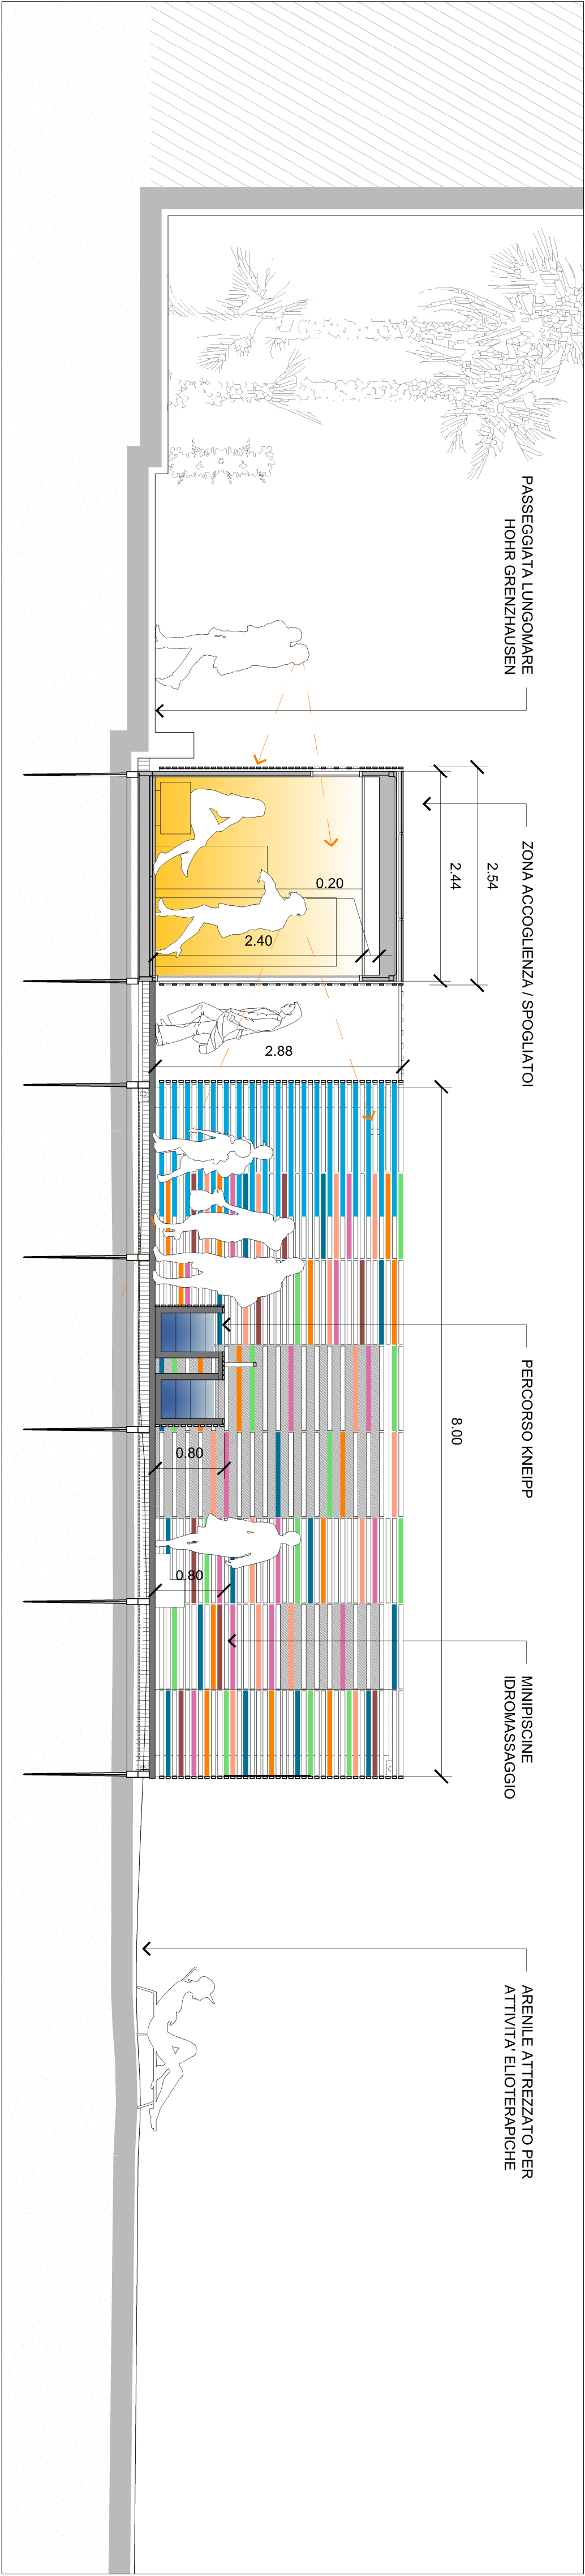 PASSEGGIATA LUNGOMARE
HOHR GRENZHAUSEN
ZONA ACCOGLIENZA / SPOGLIATOI
PERCORSO KNEIPP
MINIPISCINE
IDROMASSAGGIO
ARENILE ATTREZZATO PER
ATTIVITA' ELIOTERAPICHE
2.54
2.44
8.00
0.20
2.40
2.88
0.80
0.80